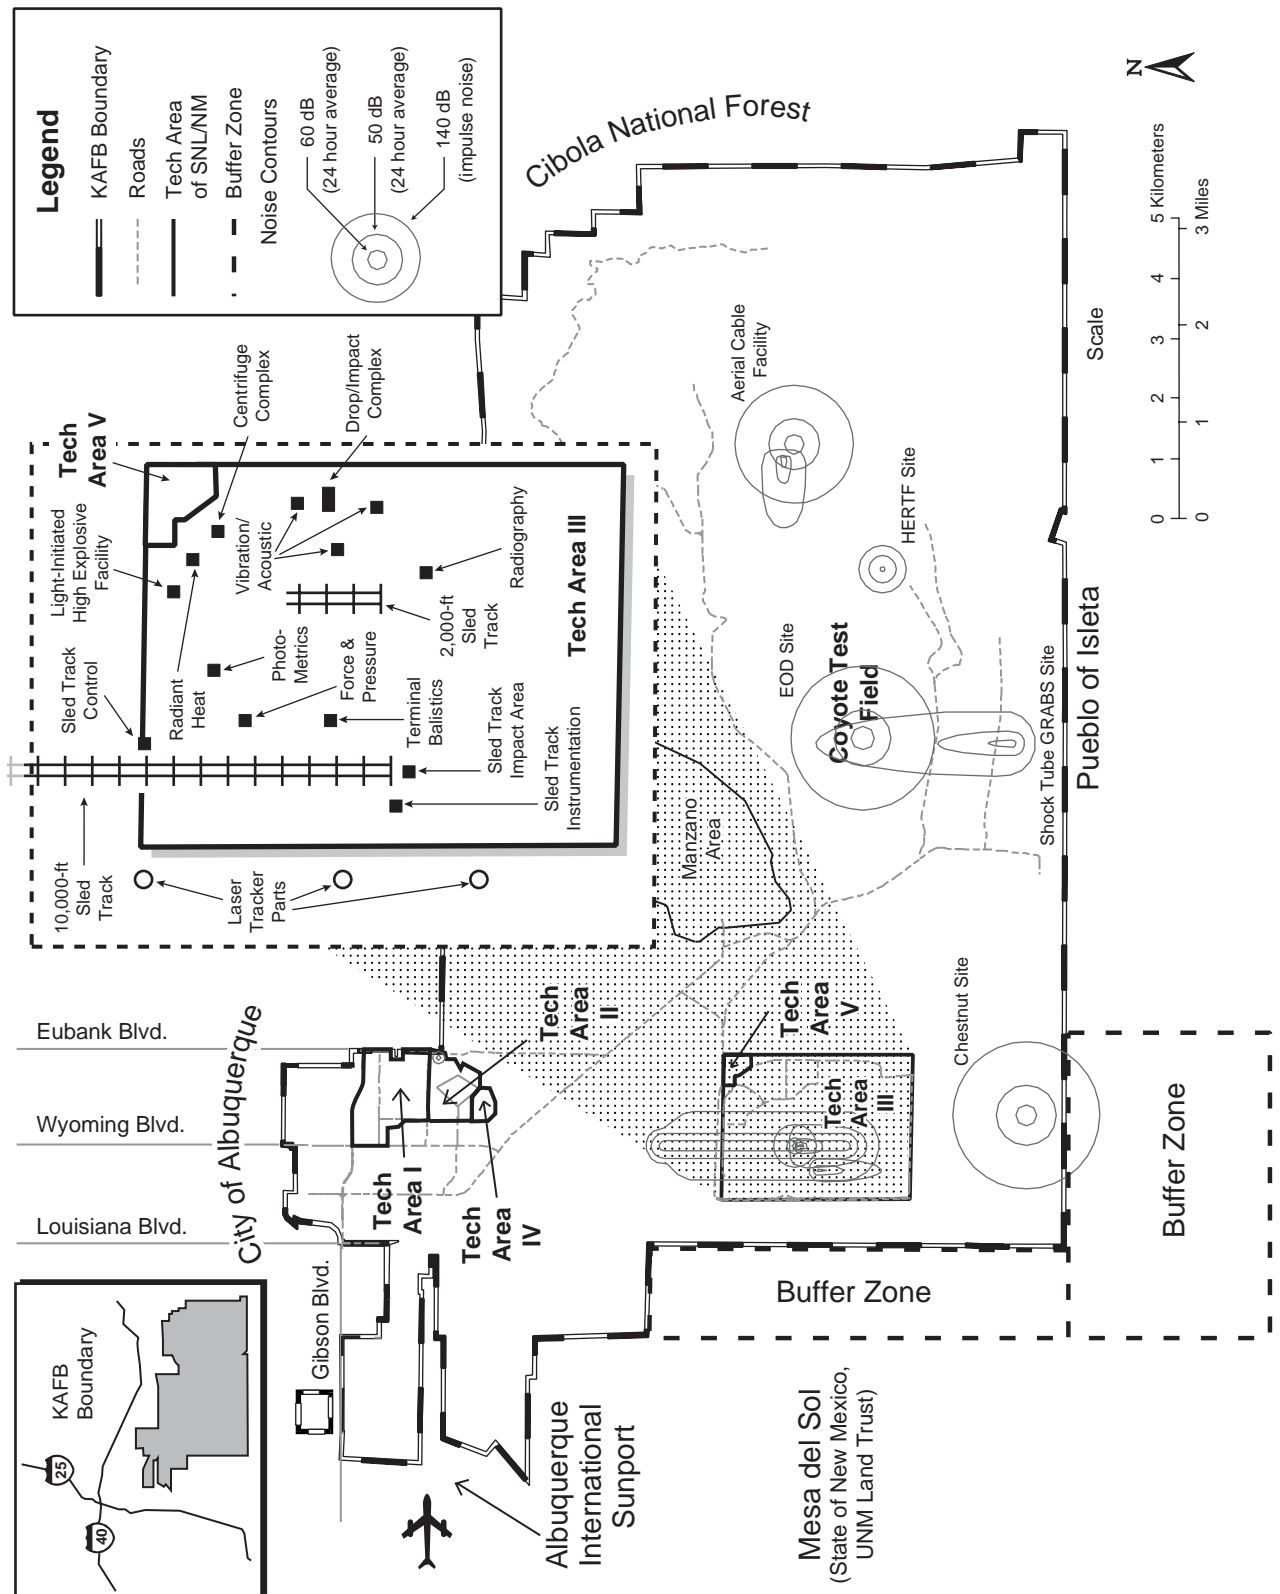 Legend
KAFB Boundary
Roads
Tech Area
of SNL/NM
Buffer Zone
Noise Contours
60 dB
(24 hour average)
50 dB
(24 hour average)
140 dB
(impulse noise)
N
Cibola National Forest
5 Kilometers
4
3
2
1
0
3 Miles
2
1
0
Scale
Tech
Area V
Centrifuge
Complex
Drop/Impact
Complex
Light-Initiated
High Explosive
Facility
Vibration/
Acoustic
Radiography
Sled Track
Control
Radiant
Heat
Photo-
Metrics
Force &
Pressure
2,000-ft
Sled
Track
Tech Area III
Terminal
Balistics
Sled Track
Impact Area
Sled Track
Instrumentation
10,000-ft
Sled
Track
Laser
Tracker
Parts
Aerial Cable
Facility
HERTF Site
EOD Site
Coyote Test
Field
Shock Tube GRABS Site
Pueblo of Isleta
Manzano
Area
Eubank Blvd.
Wyoming Blvd.
Louisiana Blvd.
City of Albuquerque
Gibson Blvd.
Tech
Area
II
Tech
Area I
Tech
Area
IV
Tech
Area
V
Tech
Area
III
Chestnut Site
Buffer Zone
Buffer Zone
KAFB
Boundary
25
40
Albuquerque
International
Sunport
Mesa del Sol
(State of New Mexico,
UNM Land Trust)